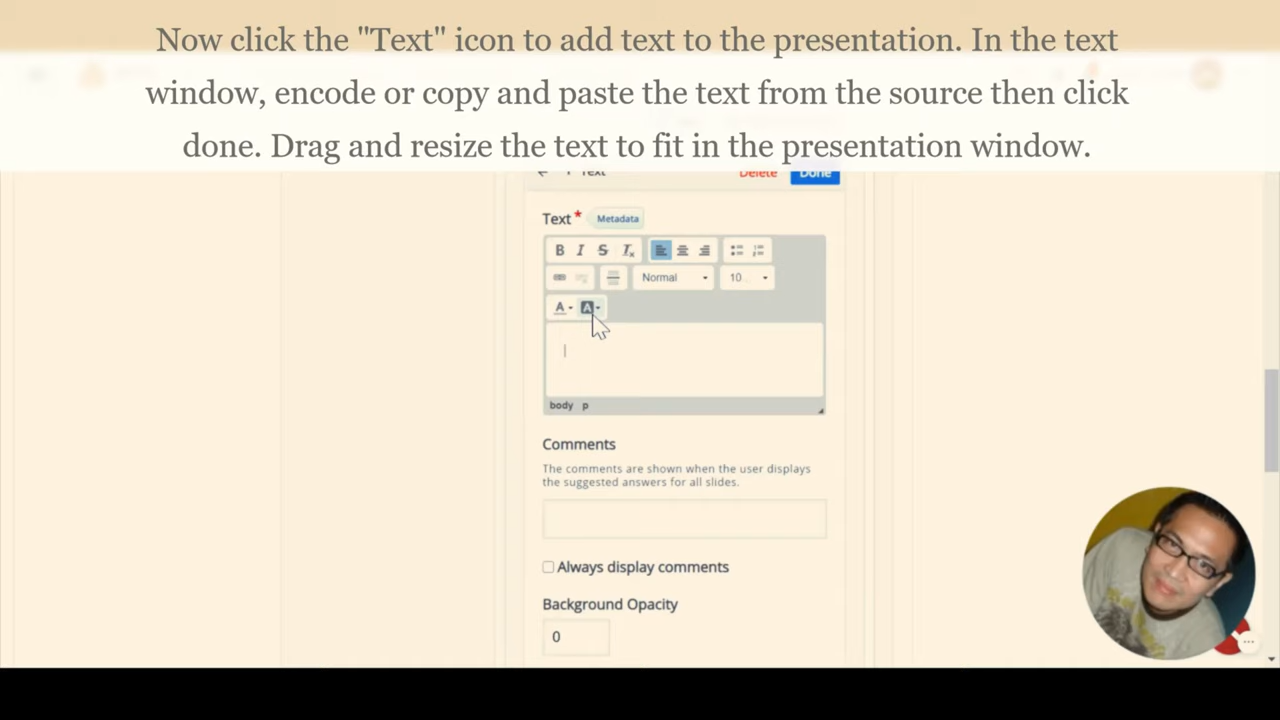 Now click the "Text" icon to add text to the presentation. In the text
window, encode or copy and paste the text from the source then click
done. Drag and resize the text to fit in the presentation window.
Text Delete Done
Text* Metadata
B I S Tx
Normal 10
A A
body p
Comments
The comments are shown when the user displays
the suggested answers for all slides.
Always display comments
Background Opacity
0